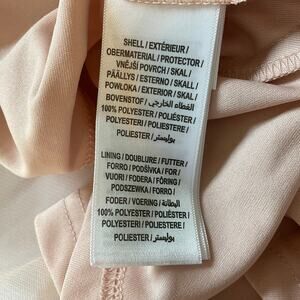 SHELL / EXTÉRIEUR /
OBERMATERIAL / PROTECTOR /
VNĚJŠÍ POVRCH / SKAL /
PÄÄLLYS / ESTERNO / SKALL /
POWŁOKA / EXTERIOR / SKAL /
BOVENSTOF / الغطاء الخارجي /
100% POLYESTER / POLIÉSTER /
POLYESTERI / POLIESTERE /
POLIESTER / بوليستر
LINING / DOUBLURE / FUTTER /
FORRO / PODŠÍVKA / FOR /
VUORI / FODERA / FÔRING /
PODSZEWKA / FORRO /
FODER / VOERING / البطانة /
100% POLYESTER / POLIÉSTER /
POLYESTERI / POLIESTERE /
POLIESTER / بوليستر